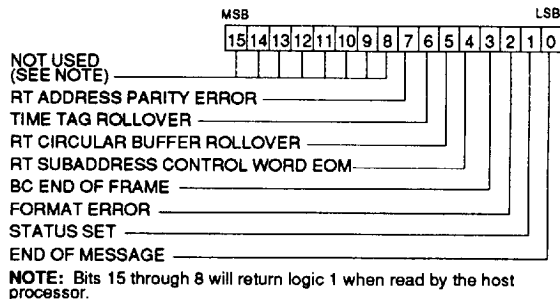 MSB LSB
15 14 13 12 11 10 9 8 7 6 5 4 3 2 1 0
NOT USED
(SEE NOTE)
RT ADDRESS PARITY ERROR
TIME TAG ROLLOVER
RT CIRCULAR BUFFER ROLLOVER
RT SUBADDRESS CONTROL WORD EOM
BC END OF FRAME
FORMAT ERROR
STATUS SET
END OF MESSAGE
NOTE: Bits 15 through 8 will return logic 1 when read by the host
processor.